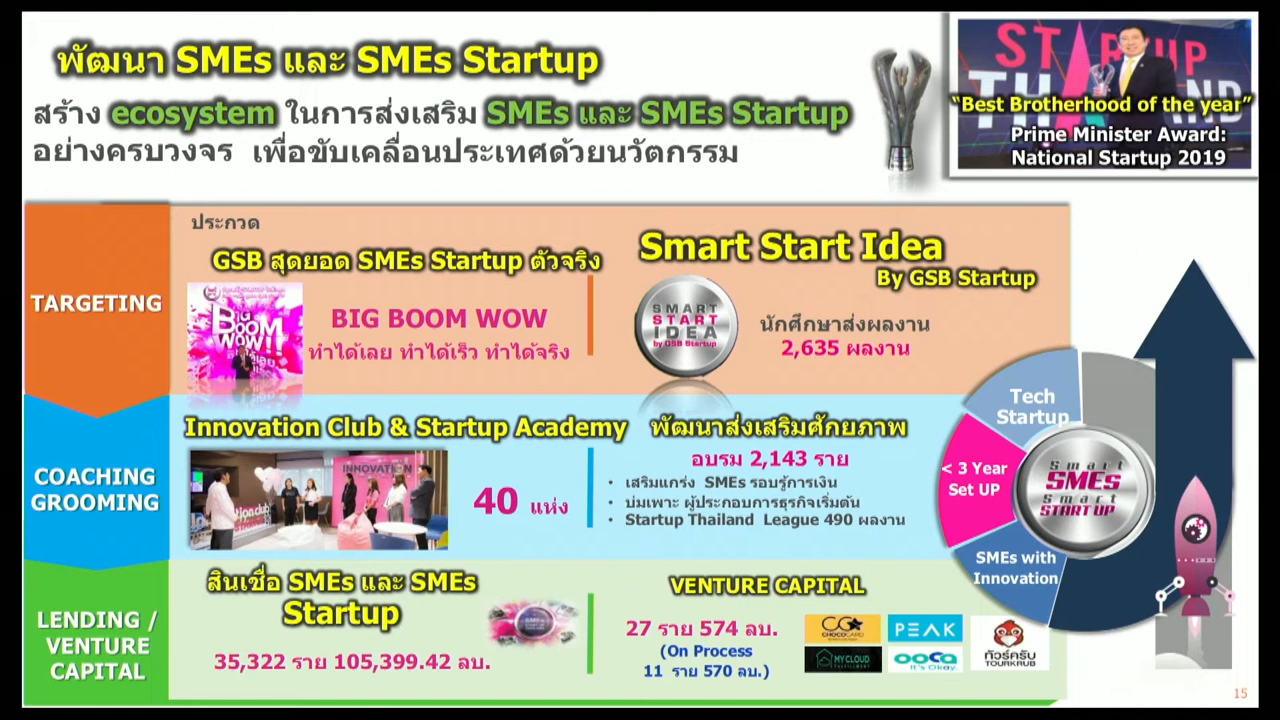 พัฒนา SMEs และ SMEs Startup
สร้าง ecosystem ในการส่งเสริม SMEs และ SMEs Startup
อย่างครบวงจร เพื่อขับเคลื่อนประเทศด้วยนวัตกรรม
"Best Brotherhood of the year"
Prime Minister Award:
National Startup 2019
TARGETING
ประกวด
GSB สุดยอด SMEs Startup ตัวจริง
BIG BOOM WOW!!
BIG BOOM WOW
ทำได้เลย ทำได้เร็ว ทำได้จริง
Smart Start Idea
By GSB Startup
SMART
START
IDEA
by GSB Startup
นักศึกษาส่งผลงาน
2,635 ผลงาน
COACHING
GROOMING
Innovation Club & Startup Academy
INNOVATION
40 แห่ง
พัฒนาส่งเสริมศักยภาพ
อบรม 2,143 ราย
• เสริมแกร่ง SMEs รอบรู้การเงิน
• บ่มเพาะ ผู้ประกอบการธุรกิจเริ่มต้น
• Startup Thailand League 490 ผลงาน
LENDING /
VENTURE
CAPITAL
สินเชื่อ SMEs และ SMEs
Startup
35,322 ราย 105,399.42 ลบ.
VENTURE CAPITAL
27 ราย 574 ลบ.
(On Process
11 ราย 570 ลบ.)
CHOCOCARD
PEAK
MYCLOUD
FULFILLMENT
ooca
It's Okay.
ทัวร์ครับ
TOURKRUB
Tech
Startup
< 3 Year
Set UP
SMEs with
Innovation
Smart
SMEs
Smart
START UP
15